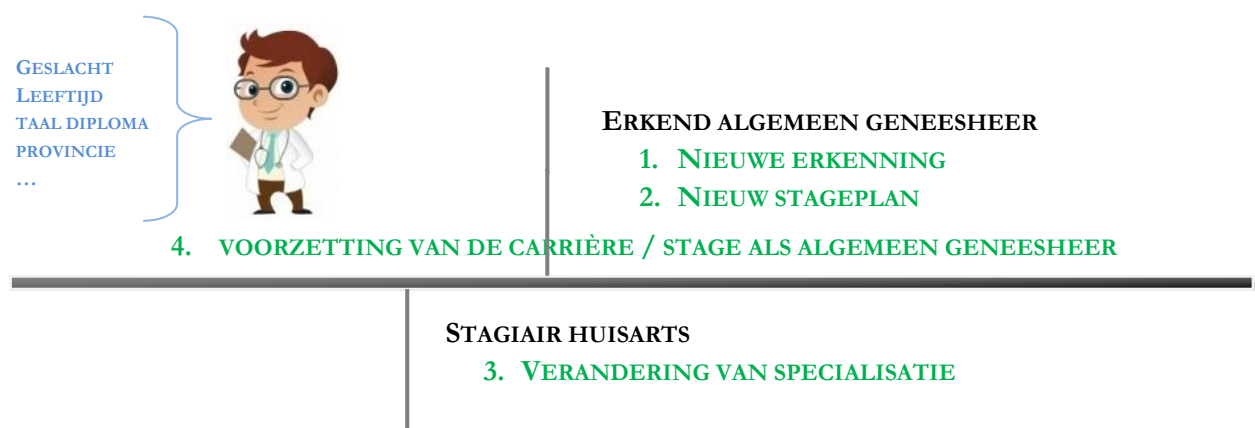 GESLACHT
LEEFTIJD
TAAL DIPLOMA
PROVINCIE
…
ERKEND ALGEMEEN GENEESHEER
1. NIEUWE ERKENNING
2. NIEUW STAGEPLAN
4. VOORZETTING VAN DE CARRIÈRE / STAGE ALS ALGEMEEN GENEESHEER
STAGIAIR HUISARTS
3. VERANDERING VAN SPECIALISATIE